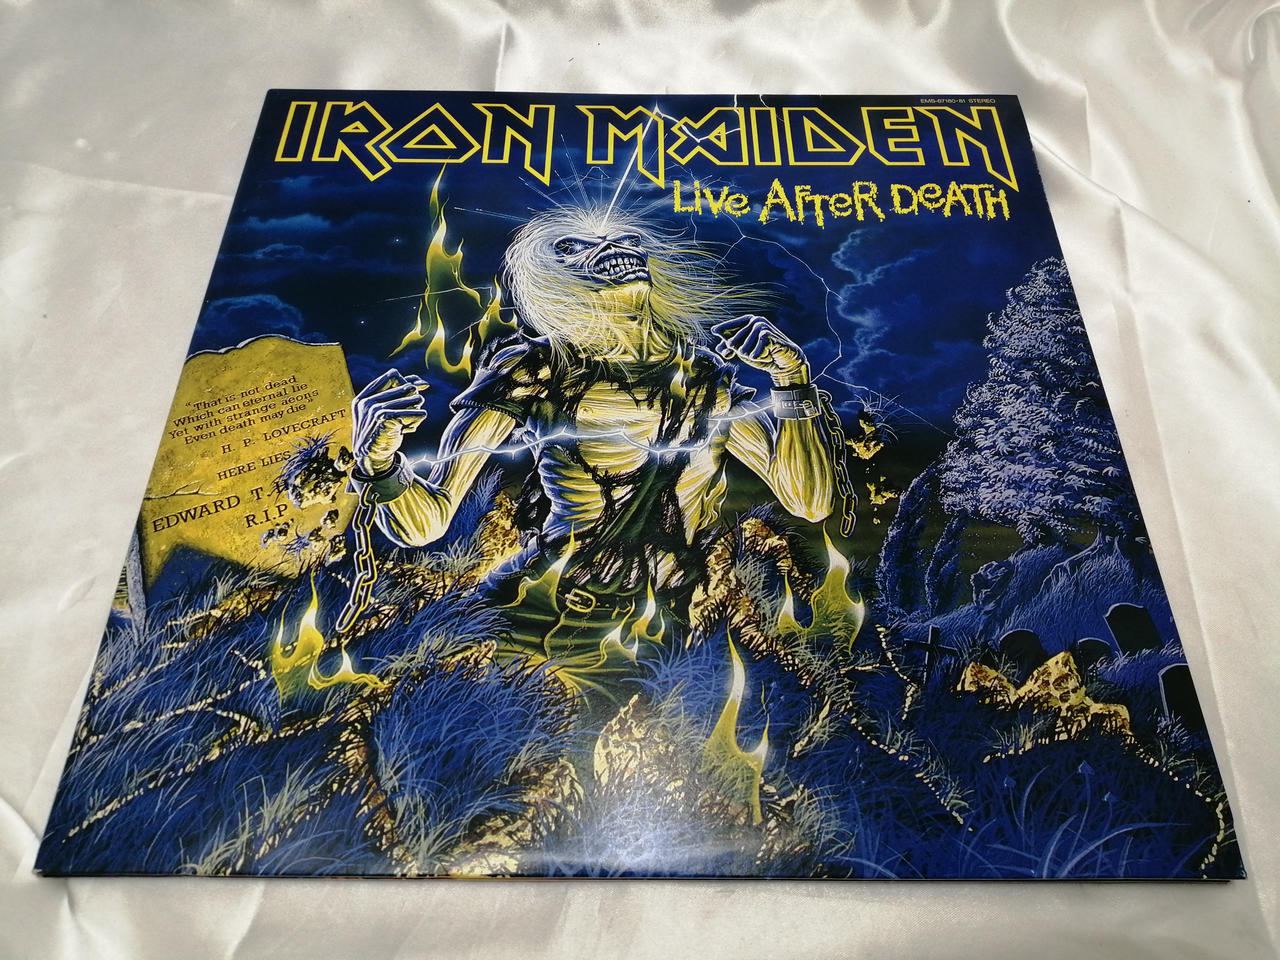 EMS-67180・81 STEREO
IRON MAIDEN
LiVe AFTeR DeATH
"That is not dead
Which can eternal lie
Yet with strange aeons
Even death may die"
H. P. LOVECRAFT
HERE LIES
EDWARD T.H
R.I.P